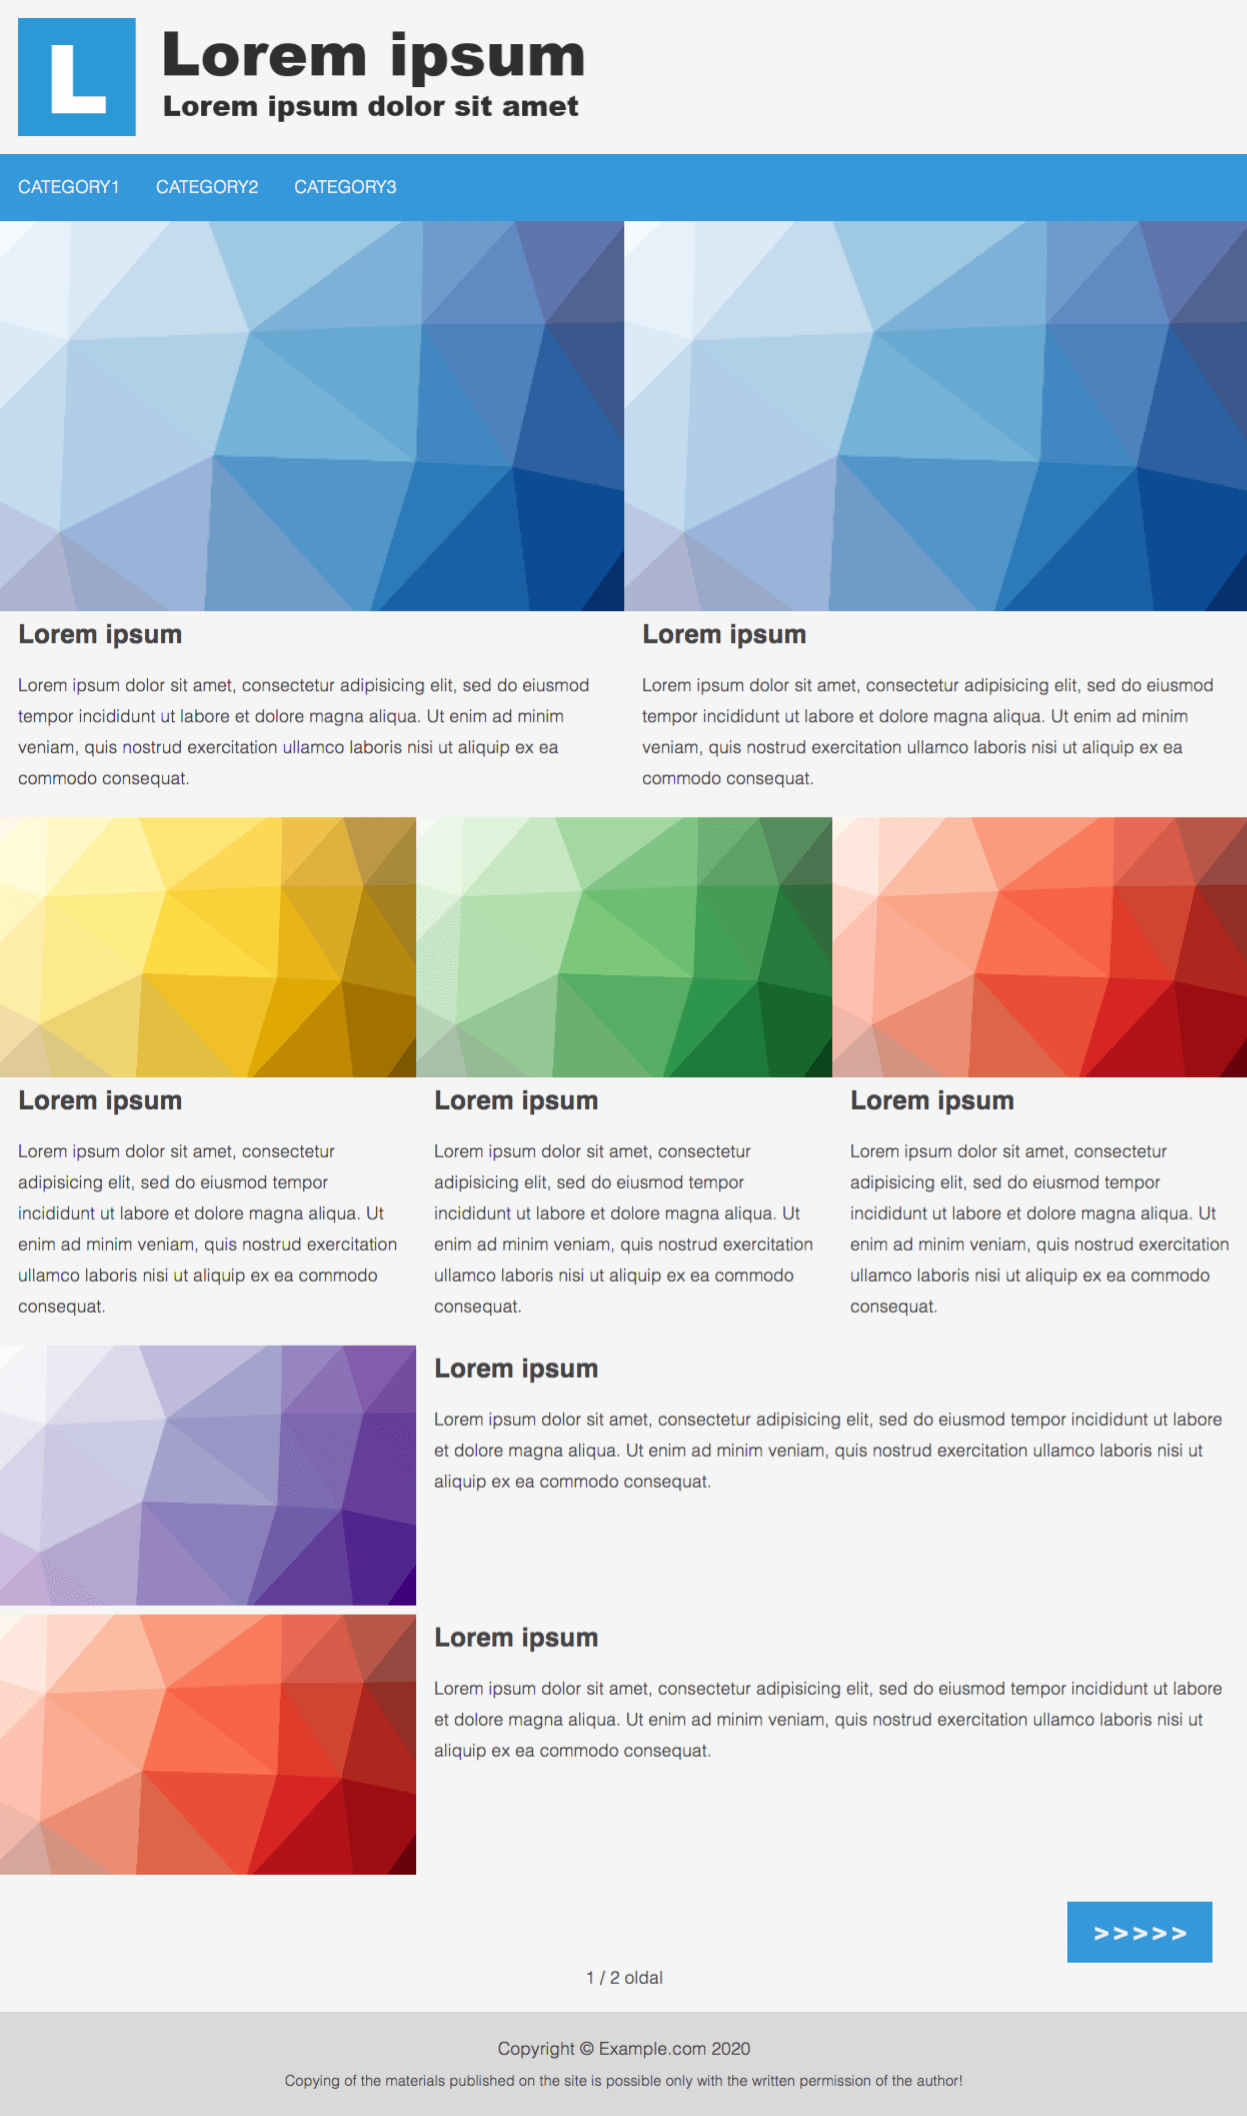 L
Lorem ipsum
Lorem ipsum dolor sit amet
CATEGORY1 CATEGORY2 CATEGORY3
Lorem ipsum
Lorem ipsum dolor sit amet, consectetur adipisicing elit, sed do eiusmod
tempor incididunt ut labore et dolore magna aliqua. Ut enim ad minim
veniam, quis nostrud exercitation ullamco laboris nisi ut aliquip ex ea
commodo consequat.
Lorem ipsum
Lorem ipsum dolor sit amet, consectetur adipisicing elit, sed do eiusmod
tempor incididunt ut labore et dolore magna aliqua. Ut enim ad minim
veniam, quis nostrud exercitation ullamco laboris nisi ut aliquip ex ea
commodo consequat.
Lorem ipsum
Lorem ipsum dolor sit amet, consectetur
adipisicing elit, sed do eiusmod tempor
incididunt ut labore et dolore magna aliqua. Ut
enim ad minim veniam, quis nostrud exercitation
ullamco laboris nisi ut aliquip ex ea commodo
consequat.
Lorem ipsum
Lorem ipsum dolor sit amet, consectetur
adipisicing elit, sed do eiusmod tempor
incididunt ut labore et dolore magna aliqua. Ut
enim ad minim veniam, quis nostrud exercitation
ullamco laboris nisi ut aliquip ex ea commodo
consequat.
Lorem ipsum
Lorem ipsum dolor sit amet, consectetur
adipisicing elit, sed do eiusmod tempor
incididunt ut labore et dolore magna aliqua. Ut
enim ad minim veniam, quis nostrud exercitation
ullamco laboris nisi ut aliquip ex ea commodo
consequat.
Lorem ipsum
Lorem ipsum dolor sit amet, consectetur adipisicing elit, sed do eiusmod tempor incididunt ut labore
et dolore magna aliqua. Ut enim ad minim veniam, quis nostrud exercitation ullamco laboris nisi ut
aliquip ex ea commodo consequat.
Lorem ipsum
Lorem ipsum dolor sit amet, consectetur adipisicing elit, sed do eiusmod tempor incididunt ut labore
et dolore magna aliqua. Ut enim ad minim veniam, quis nostrud exercitation ullamco laboris nisi ut
aliquip ex ea commodo consequat.
>>>>>
1 / 2 oldal
Copyright © Example.com 2020
Copying of the materials published on the site is possible only with the written permission of the author!